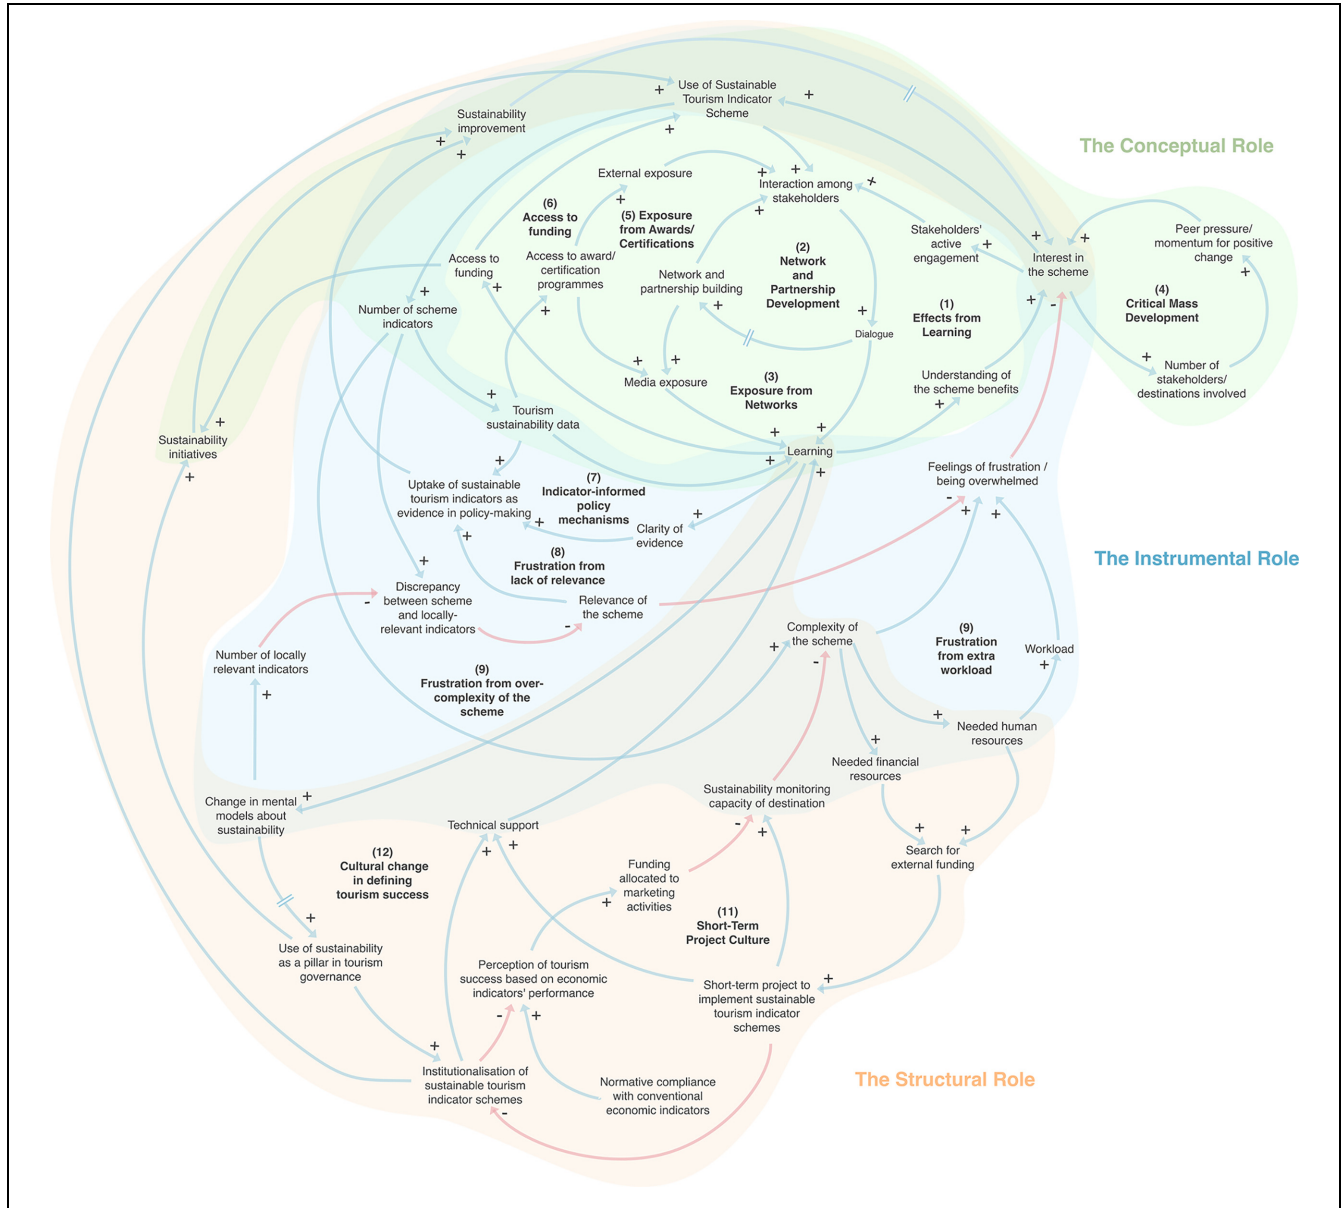 Use of Sustainable
Tourism Indicator
Scheme
+
+
+
Sustainability
improvement
+
+
The Conceptual Role
External exposure
+
+
+
+
+
Interaction among
stakeholders
(6)
Access to
funding
(5) Exposure
from Awards/
Certifications
Access to award/
certification
programmes
+
Access to
funding
+
Network and
partnership building
+
(2)
Network
and
Partnership
Development
Stakeholders'
active
engagement
+
+
+
Interest in
the scheme
+
-
Peer pressure/
momentum for positive
change
+
(4)
Critical Mass
Development
(1)
Effects from
Learning
+
Number of scheme
indicators
+
Dialogue
+
+
Media exposure
(3)
Exposure from
Networks
Understanding of
the scheme benefits
+
+
Number of
stakeholders/
destinations involved
+
Tourism
sustainability data
+
Sustainability
initiatives
+
+
+
Learning
+
+
Feelings of frustration /
being overwhelmed
-
+
+
+
Uptake of sustainable
tourism indicators as
evidence in policy-making
+
+
(7)
Indicator-informed
policy
mechanisms
+
Clarity of
evidence
(8)
Frustration from
lack of relevance
The Instrumental Role
+
Discrepancy
between scheme
and locally-
relevant indicators
-
Relevance of
the scheme
-
Complexity of
the scheme
+
-
(9)
Frustration
from extra
workload
Workload
+
Number of locally
relevant indicators
+
(9)
Frustration from over-
complexity of the
scheme
+
Needed human
resources
+
Needed financial
resources
Sustainability monitoring
capacity of destination
-
+
Change in mental
models about
sustainability
+
Technical support
+
+
+
+
Search for
external funding
(12)
Cultural change
in defining
tourism success
Funding
allocated to
marketing
activities
+
(11)
Short-Term
Project Culture
+
Use of sustainability
as a pillar in tourism
governance
Perception of tourism
success based on economic
indicators' performance
-
+
Short-term project to
implement sustainable
tourism indicator
schemes
+
+
Institutionalisation of
sustainable tourism
indicator schemes
-
Normative compliance
with conventional
economic indicators
The Structural Role